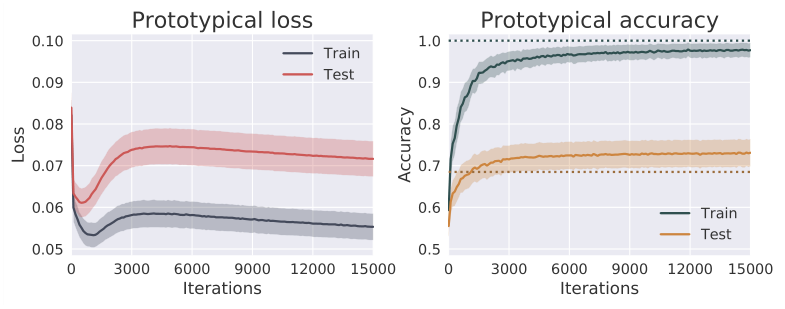 Prototypical loss
Loss
0.10
0.09
0.08
0.07
0.06
0.05
Train
Test
0
3000
6000
9000
12000
15000
Iterations
Prototypical accuracy
Accuracy
1.0
0.9
0.8
0.7
0.6
0.5
Train
Test
0
3000
6000
9000
12000
15000
Iterations